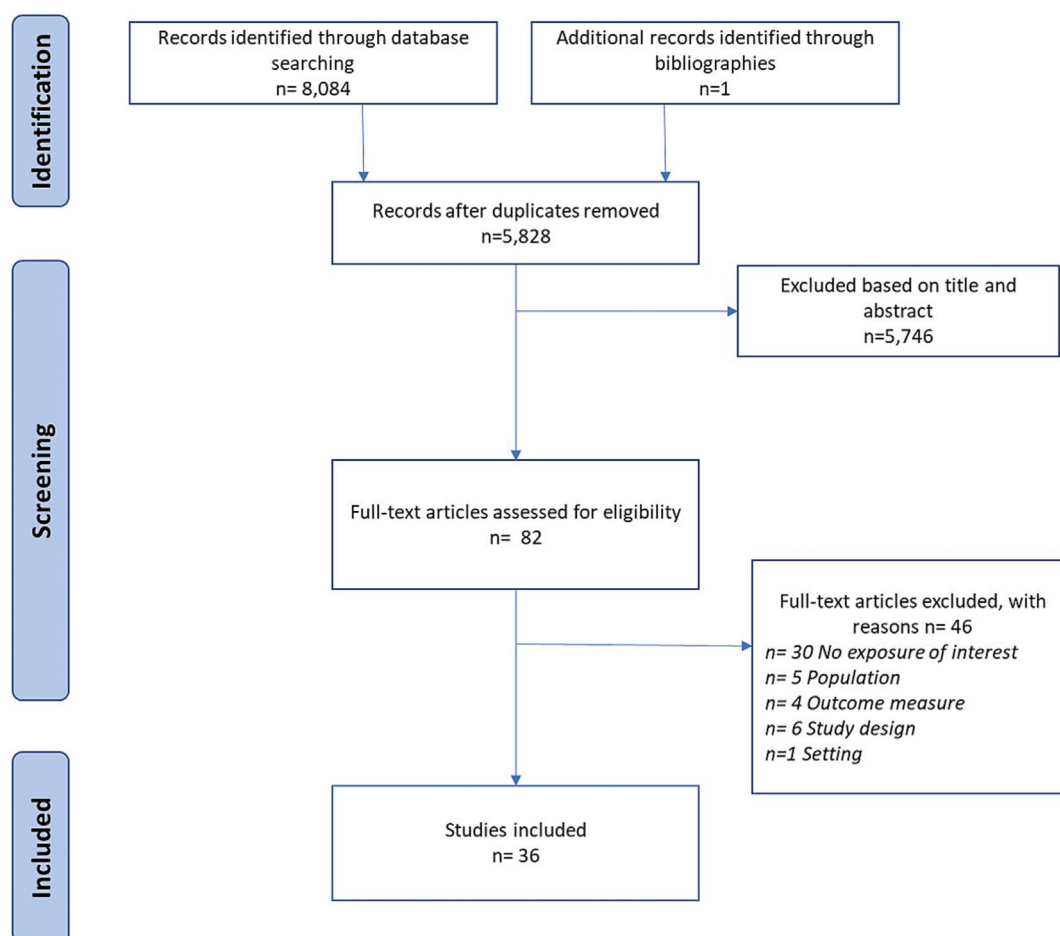 Identification
Records identified through database
searching
n= 8,084
Additional records identified through
bibliographies
n=1
Records after duplicates removed
n=5,828
Screening
Excluded based on title and
abstract
n=5,746
Full-text articles assessed for eligibility
n= 82
Full-text articles excluded, with
reasons n= 46
n= 30 No exposure of interest
n= 5 Population
n= 4 Outcome measure
n= 6 Study design
n=1 Setting
Included
Studies included
n= 36